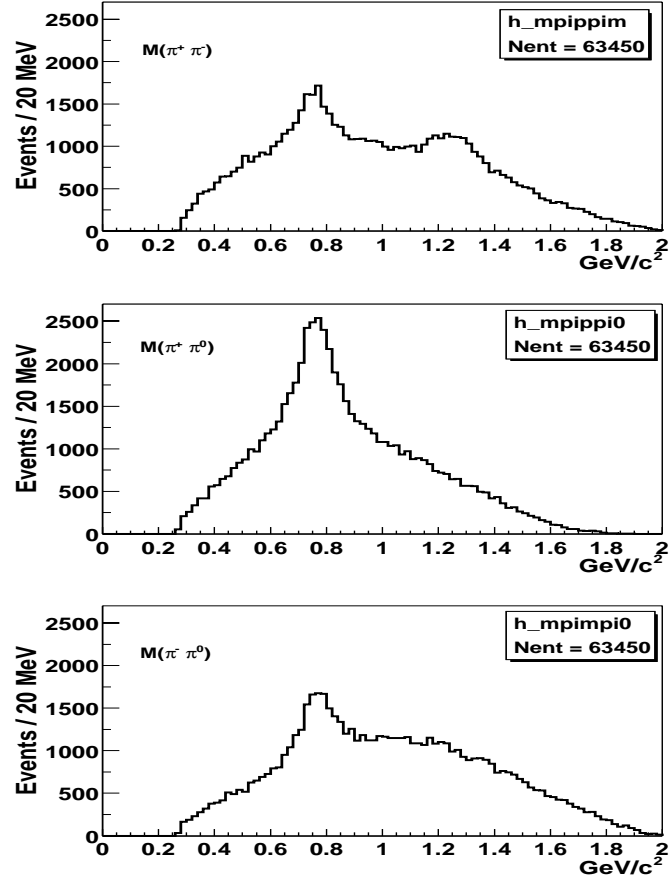 h_mpippim
Nent = 63450
M(π⁺ π⁻)
Events / 20 MeV
2500
2000
1500
1000
500
0
0 0.2 0.4 0.6 0.8 1 1.2 1.4 1.6 1.8 2
GeV/c²
h_mpippi0
Nent = 63450
M(π⁺ π⁰)
Events / 20 MeV
2500
2000
1500
1000
500
0
0 0.2 0.4 0.6 0.8 1 1.2 1.4 1.6 1.8 2
GeV/c²
h_mpimpi0
Nent = 63450
M(π⁻ π⁰)
Events / 20 MeV
2500
2000
1500
1000
500
0
0 0.2 0.4 0.6 0.8 1 1.2 1.4 1.6 1.8 2
GeV/c²